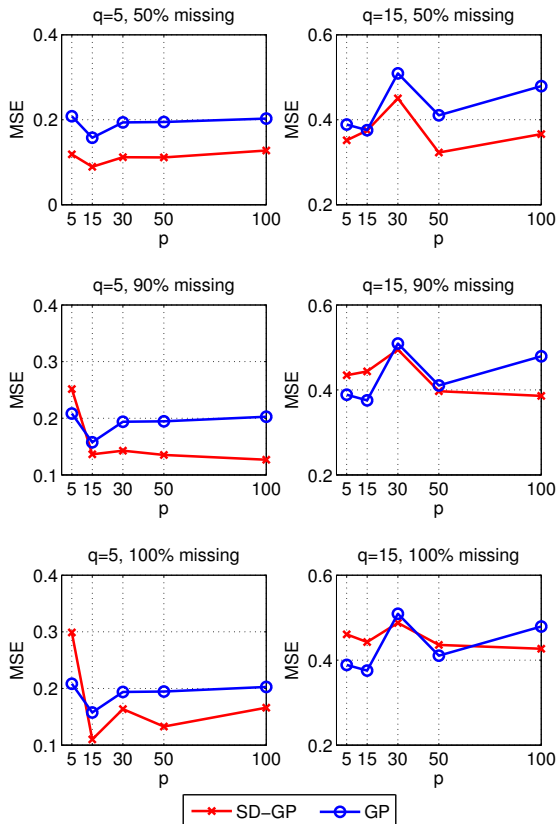 q=5, 50% missing
0.4
0.2
0
MSE
5 15 30 50 100
p
q=15, 50% missing
0.6
0.4
0.2
MSE
5 15 30 50 100
p
q=5, 90% missing
0.4
0.3
0.2
0.1
MSE
5 15 30 50 100
p
q=15, 90% missing
0.6
0.4
0.2
MSE
5 15 30 50 100
p
q=5, 100% missing
0.4
0.3
0.2
0.1
MSE
5 15 30 50 100
p
q=15, 100% missing
0.6
0.4
0.2
MSE
5 15 30 50 100
p
SD−GP GP